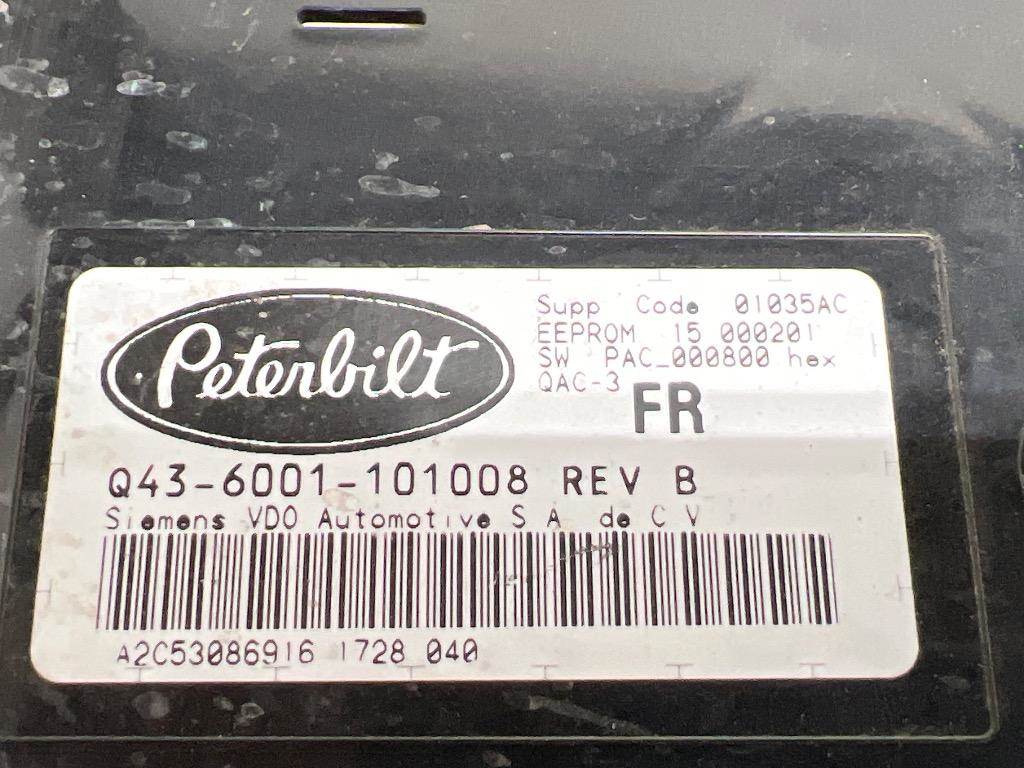 Peterbilt
Supp Code 01035AC
EEPROM 15 000201
SW PAC_000800 hex
QAC-3
FR
Q43-6001-101008 REV B
Siemens VDO Automotive S A de C V
A2C53086916 1728 040